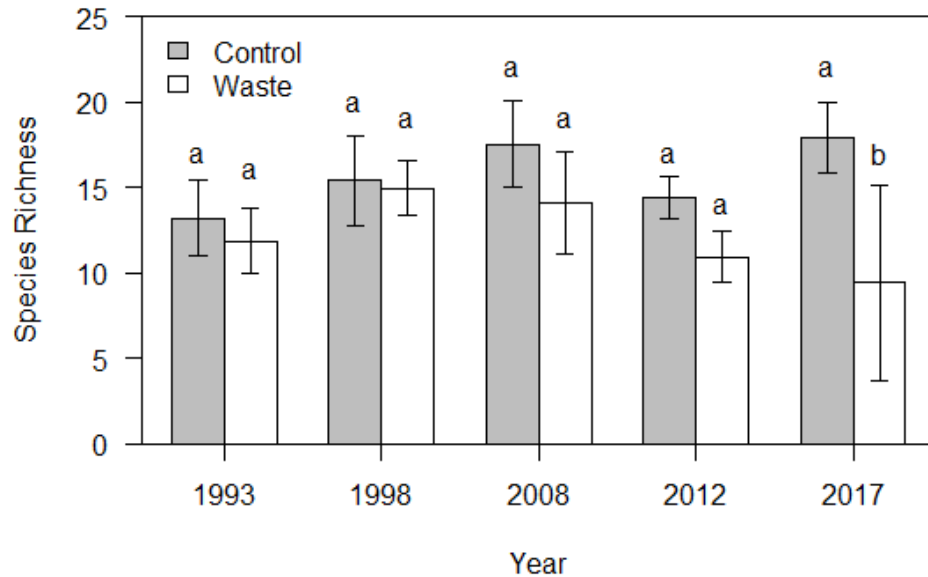 25
20
15
10
5
0
Species Richness
Control
Waste
a a a a a a a a a b
1993 1998 2008 2012 2017
Year